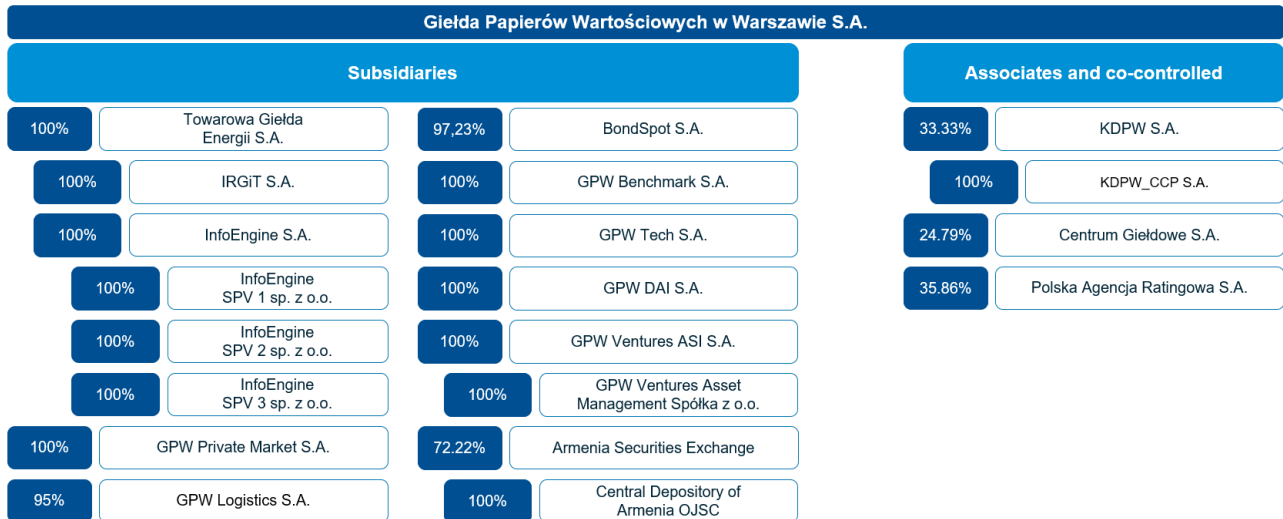 Giełda Papierów Wartościowych w Warszawie S.A.
Subsidiaries
100%
Towarowa Giełda
Energii S.A.
100%
IRGiT S.A.
100%
InfoEngine S.A.
100%
InfoEngine
SPV 1 sp. z o.o.
100%
InfoEngine
SPV 2 sp. z o.o.
100%
InfoEngine
SPV 3 sp. z o.o.
100%
GPW Private Market S.A.
95%
GPW Logistics S.A.
97,23%
BondSpot S.A.
100%
GPW Benchmark S.A.
100%
GPW Tech S.A.
100%
GPW DAI S.A.
100%
GPW Ventures ASI S.A.
100%
GPW Ventures Asset
Management Spółka z o.o.
72.22%
Armenia Securities Exchange
100%
Central Depository of
Armenia OJSC
Associates and co-controlled
33.33%
KDPW S.A.
100%
KDPW_CCP S.A.
24.79%
Centrum Giełdowe S.A.
35.86%
Polska Agencja Ratingowa S.A.